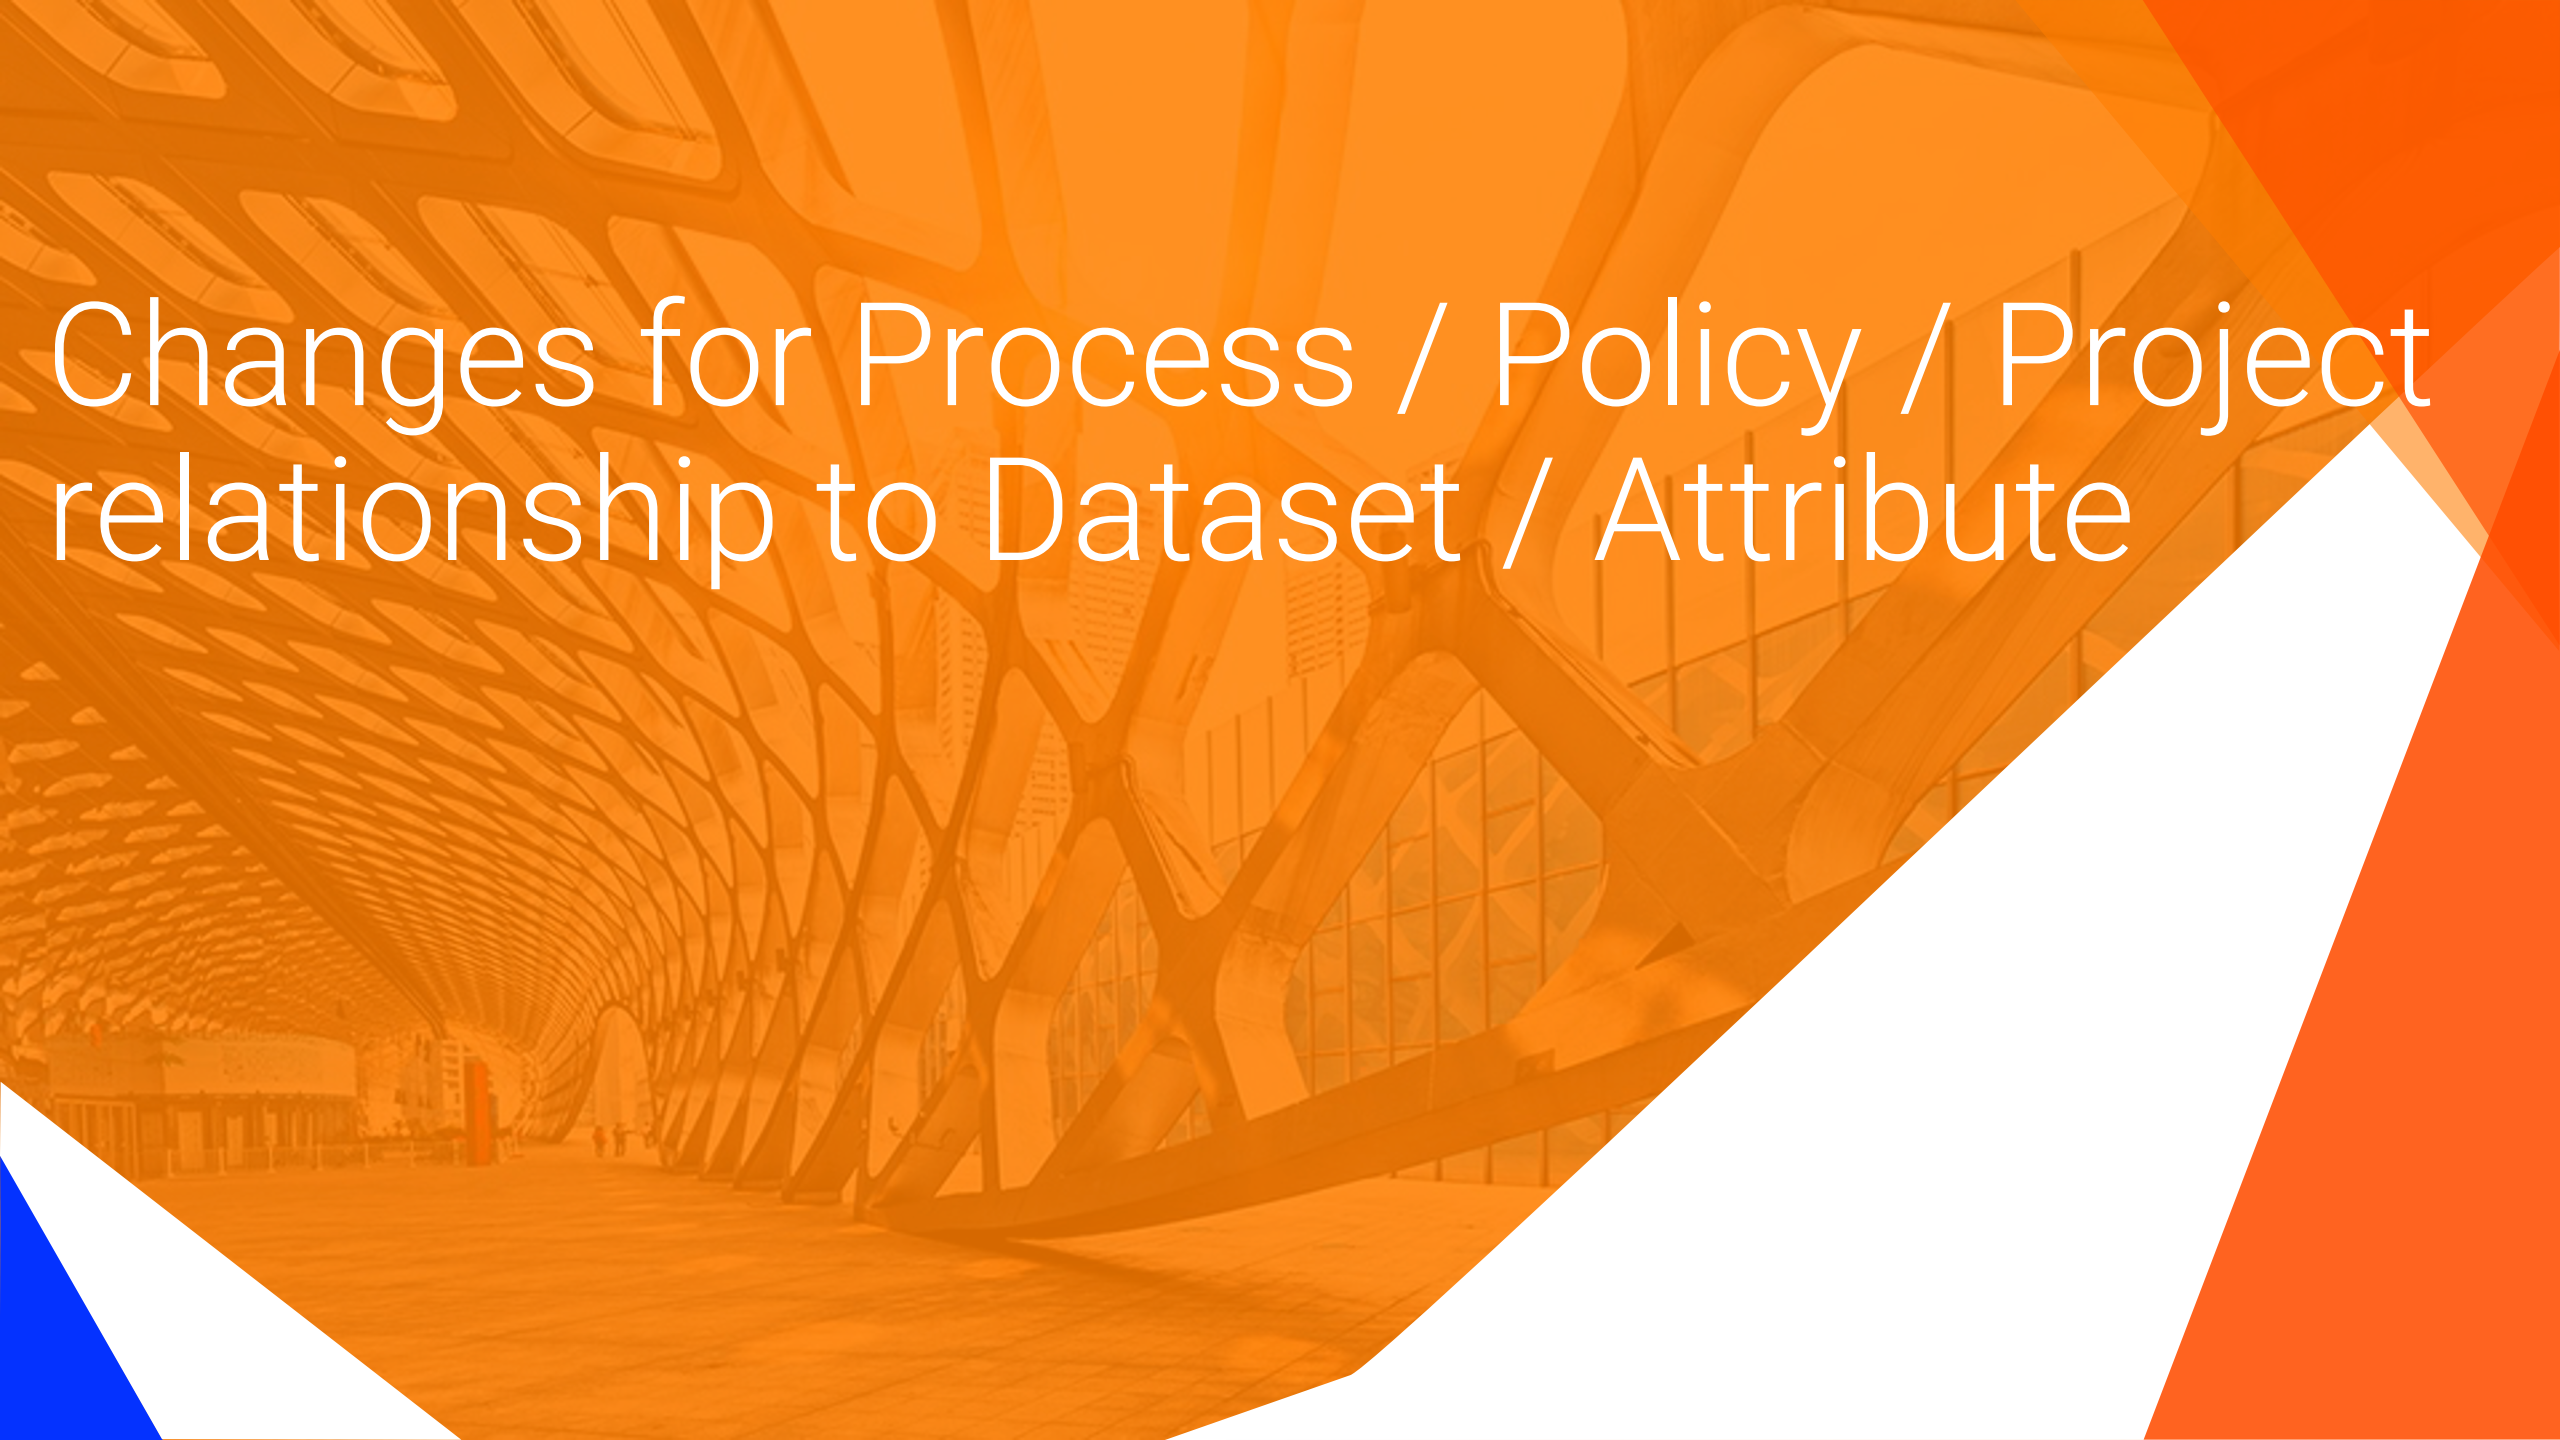 Changes for Process / Policy / Project
relationship to Dataset / Attribute